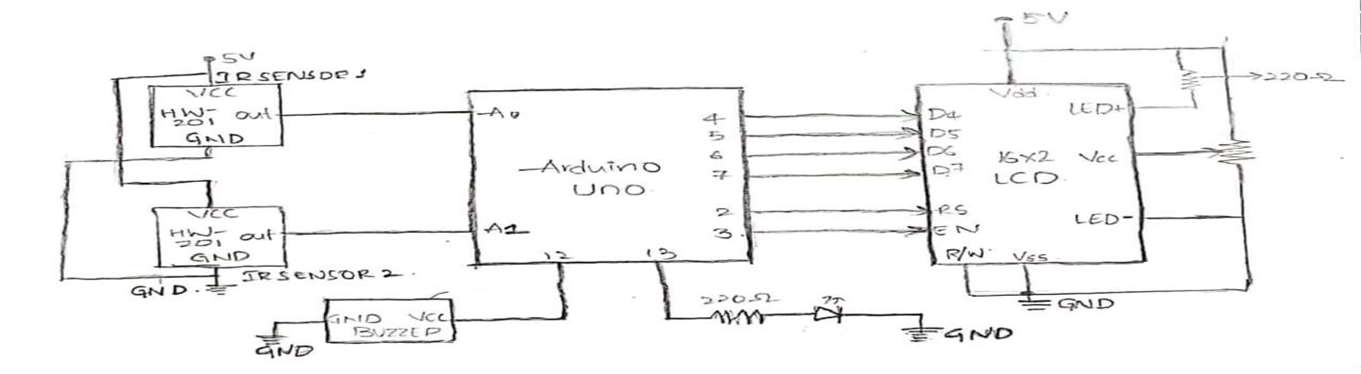 5V
IR SENSOR 1
VCC
HW-201 out
GND
VCC
HW-201 out
GND
IR SENSOR 2.
GND.
A0
A1
Arduino
UNO
4
5
6
7
2
3
12
13
GND VCC
BUZZER
GND
220Ω
GND
5V
220Ω
Vdd
LED+
D4
D5
D6
D7
16x2
LCD
Vcc
RS
EN
LED-
R/W
Vss
GND